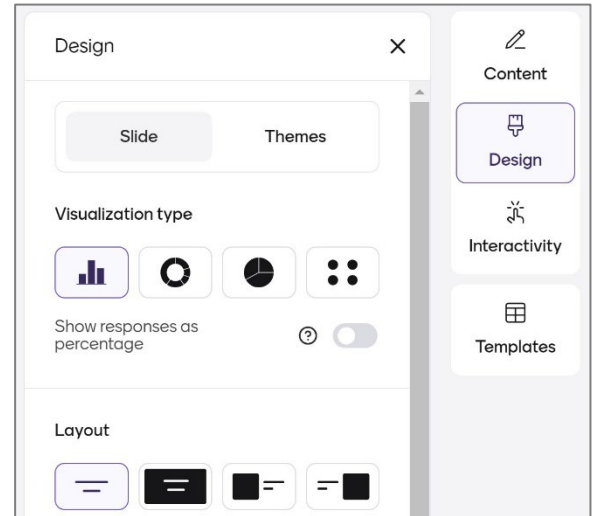 Design
Slide
Themes
Visualization type
Show responses as
percentage
Layout
Content
Design
Interactivity
Templates